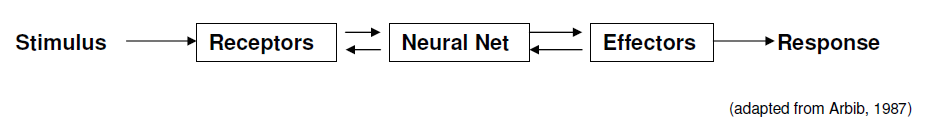 Stimulus Receptors Neural Net Effectors Response
(adapted from Arbib, 1987)